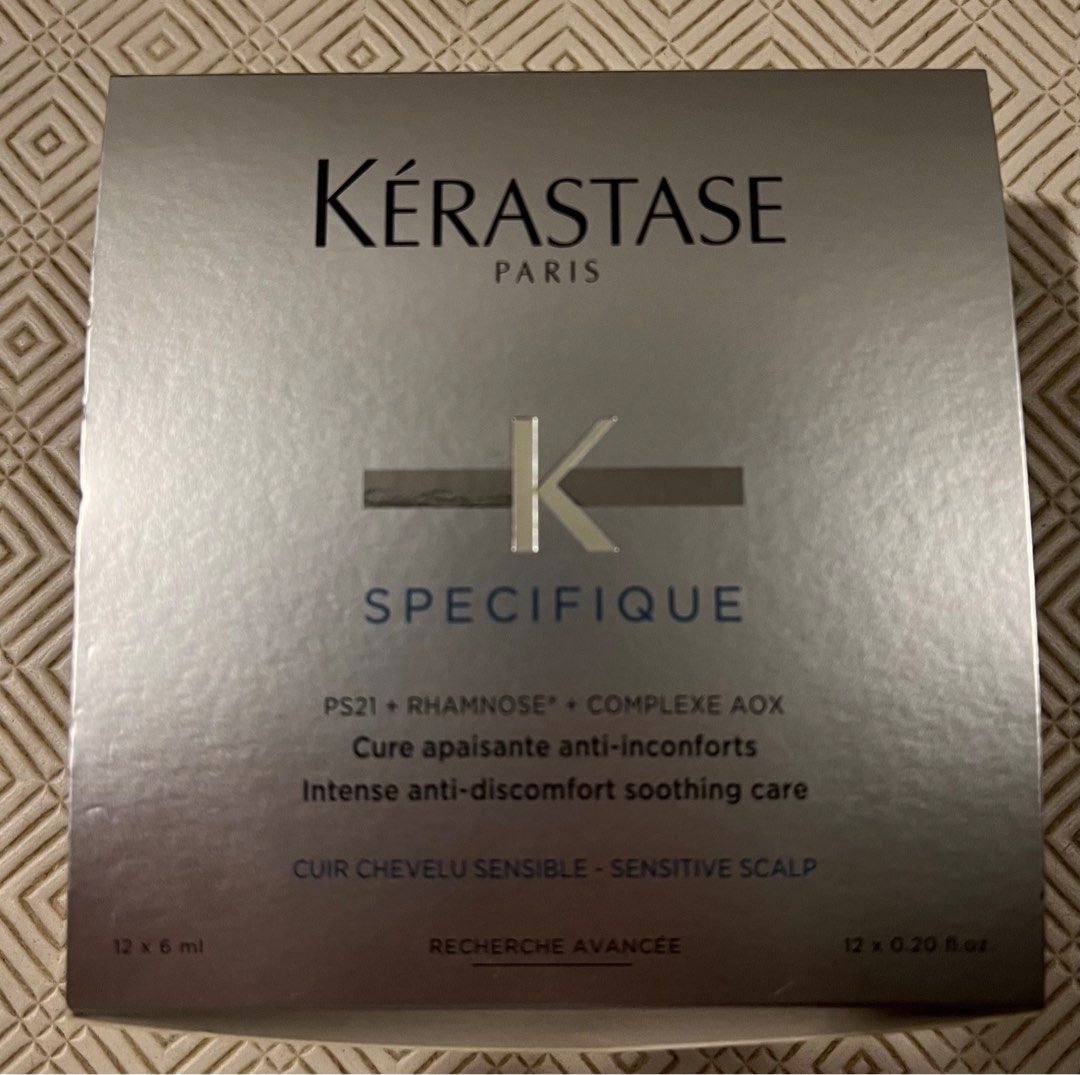 KÉRASTASE
PARIS
K
SPECIFIQUE
PS21 + RHAMNOSE* + COMPLEXE AOX
Cure apaisante anti-inconforts
Intense anti-discomfort soothing care
CUIR CHEVELU SENSIBLE - SENSITIVE SCALP
12 x 6 ml RECHERCHE AVANCÉE 12 x 0.20 fl.oz.